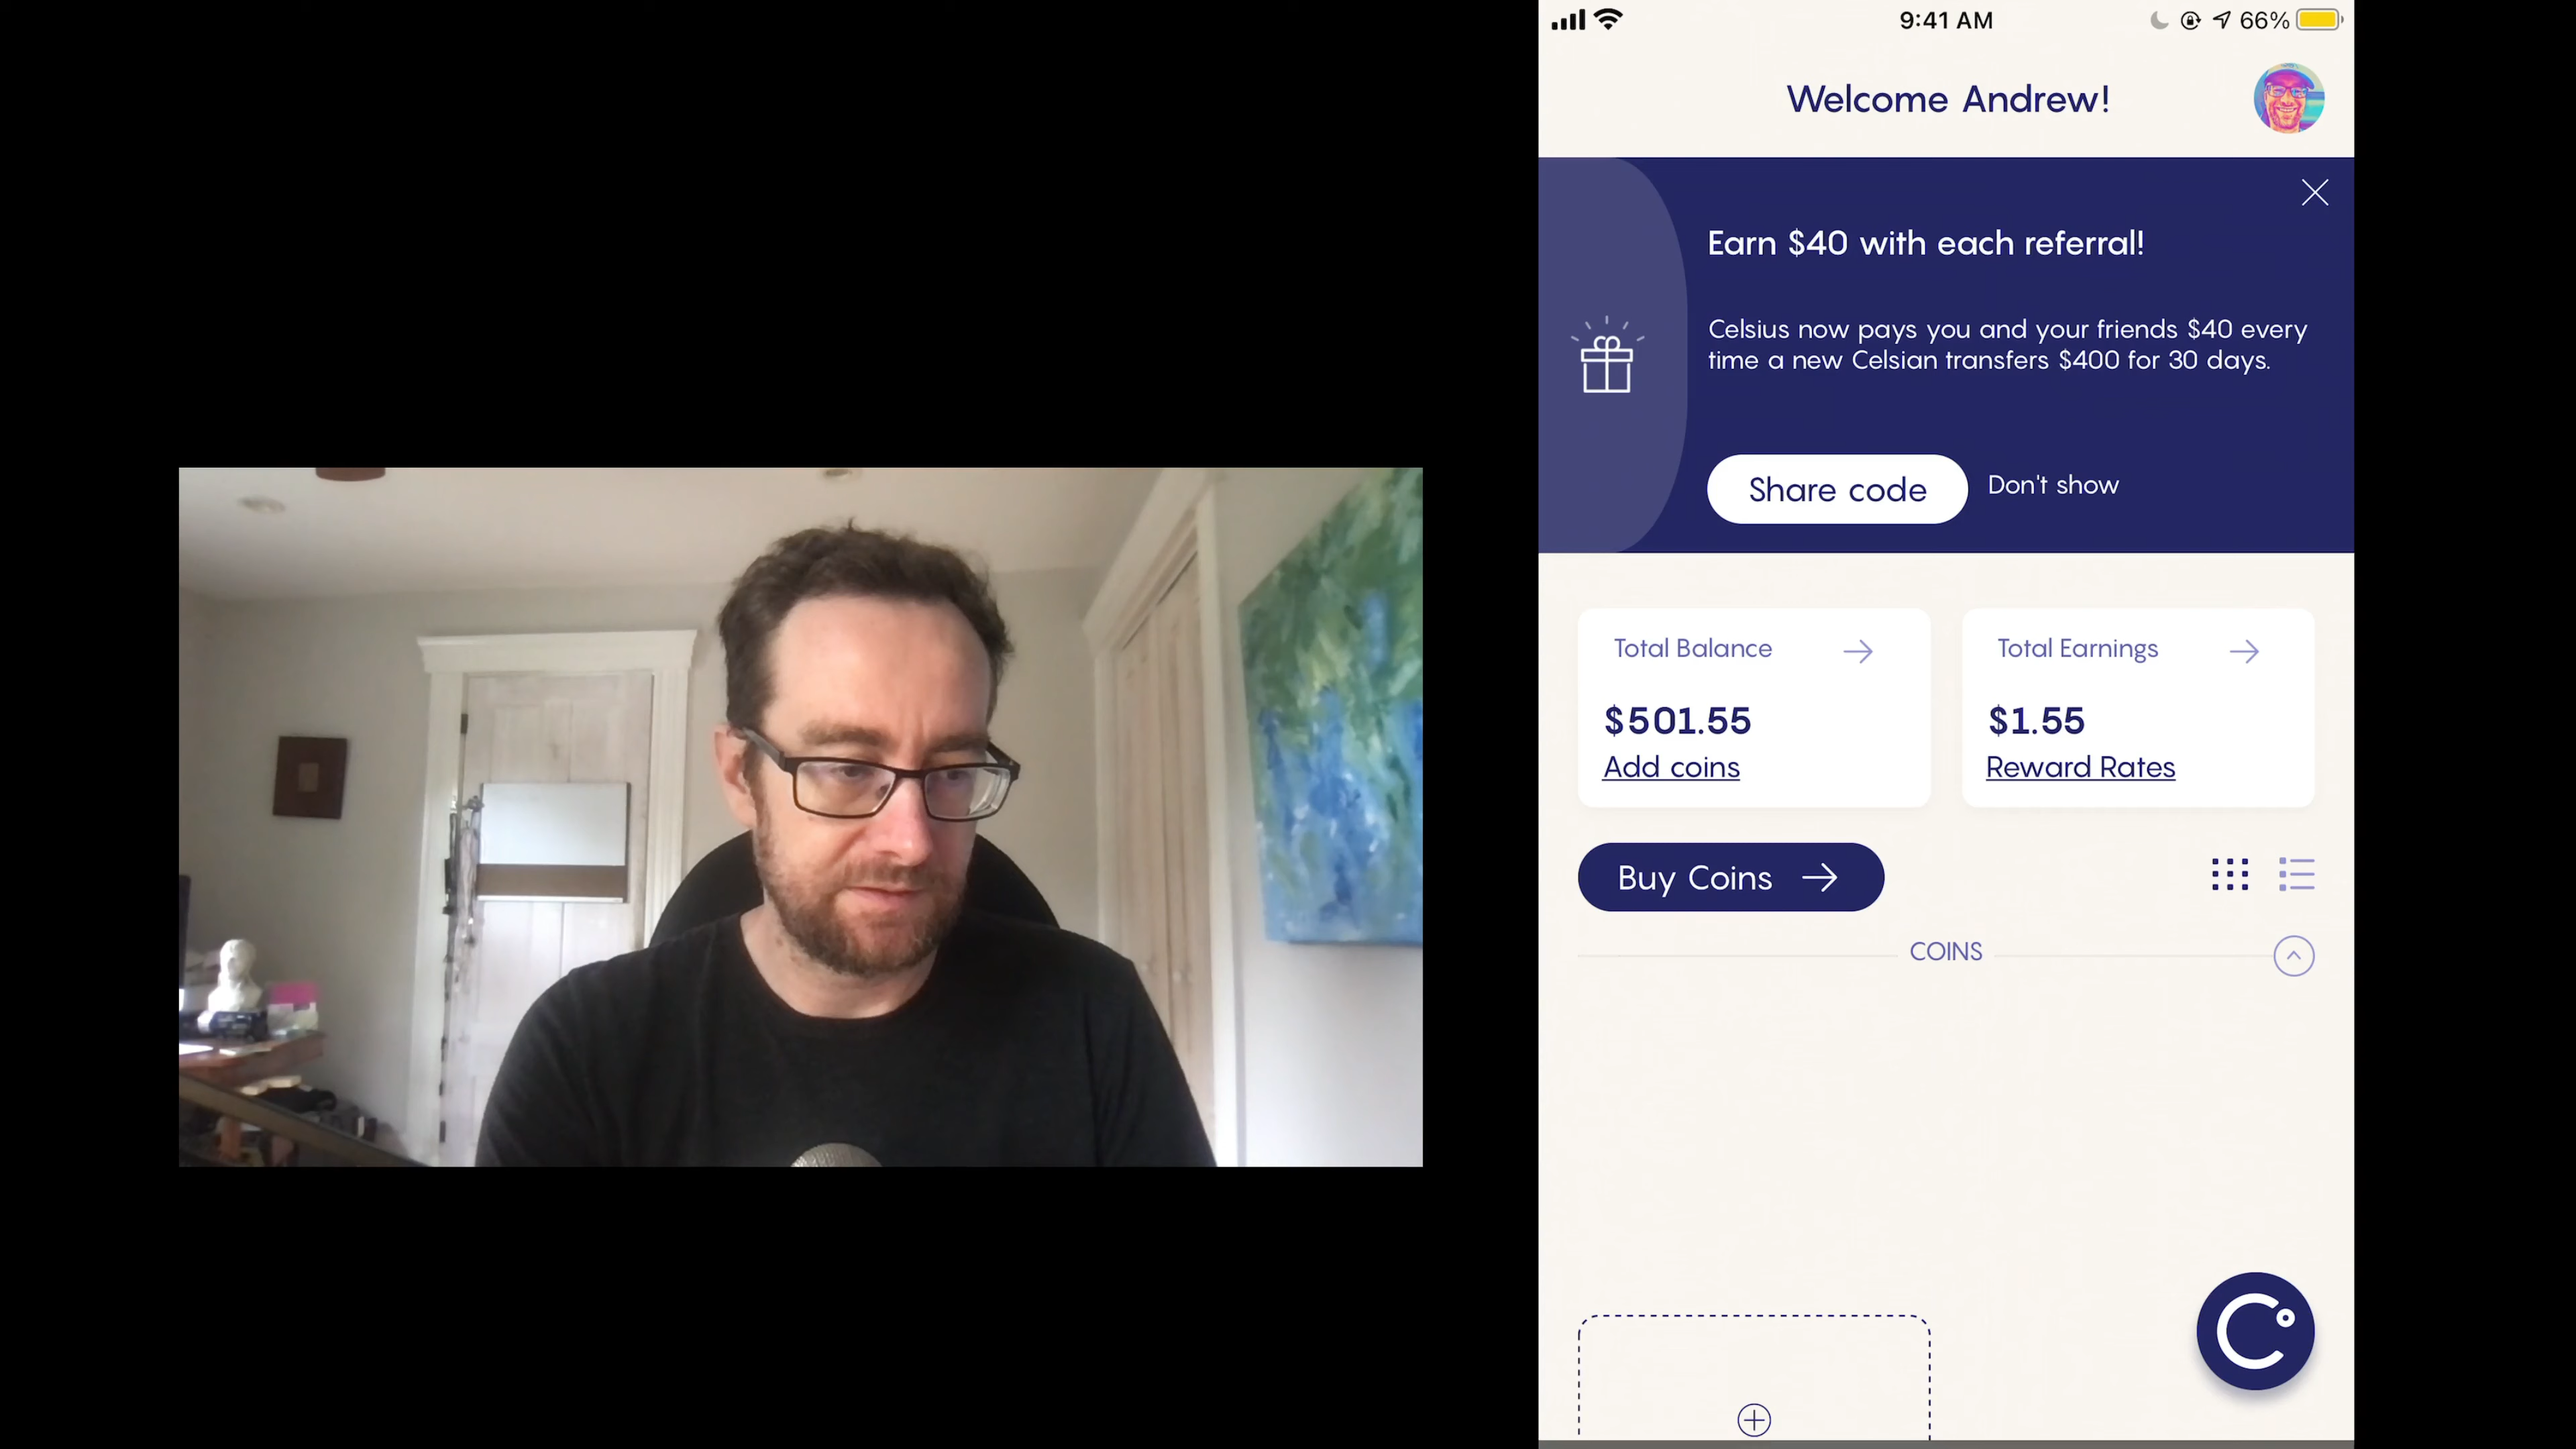 9:41 AM
66%
Welcome Andrew!
Earn $40 with each referral!
Celsius now pays you and your friends $40 every
time a new Celsian transfers $400 for 30 days.
Share code
Don't show
Total Balance
$501.55
Add coins
Total Earnings
$1.55
Reward Rates
Buy Coins
COINS